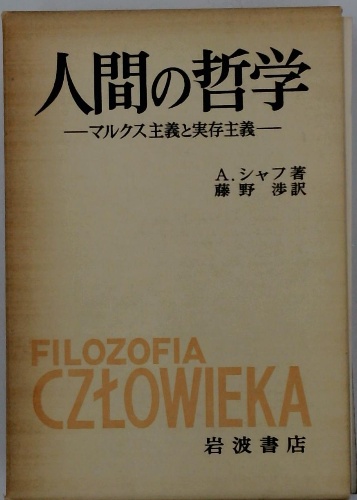 人間の哲学
―マルクス主義と実存主義―
A. シャフ著
藤野 渉訳
FILOZOFIA
CZŁOWIEKA
岩波書店